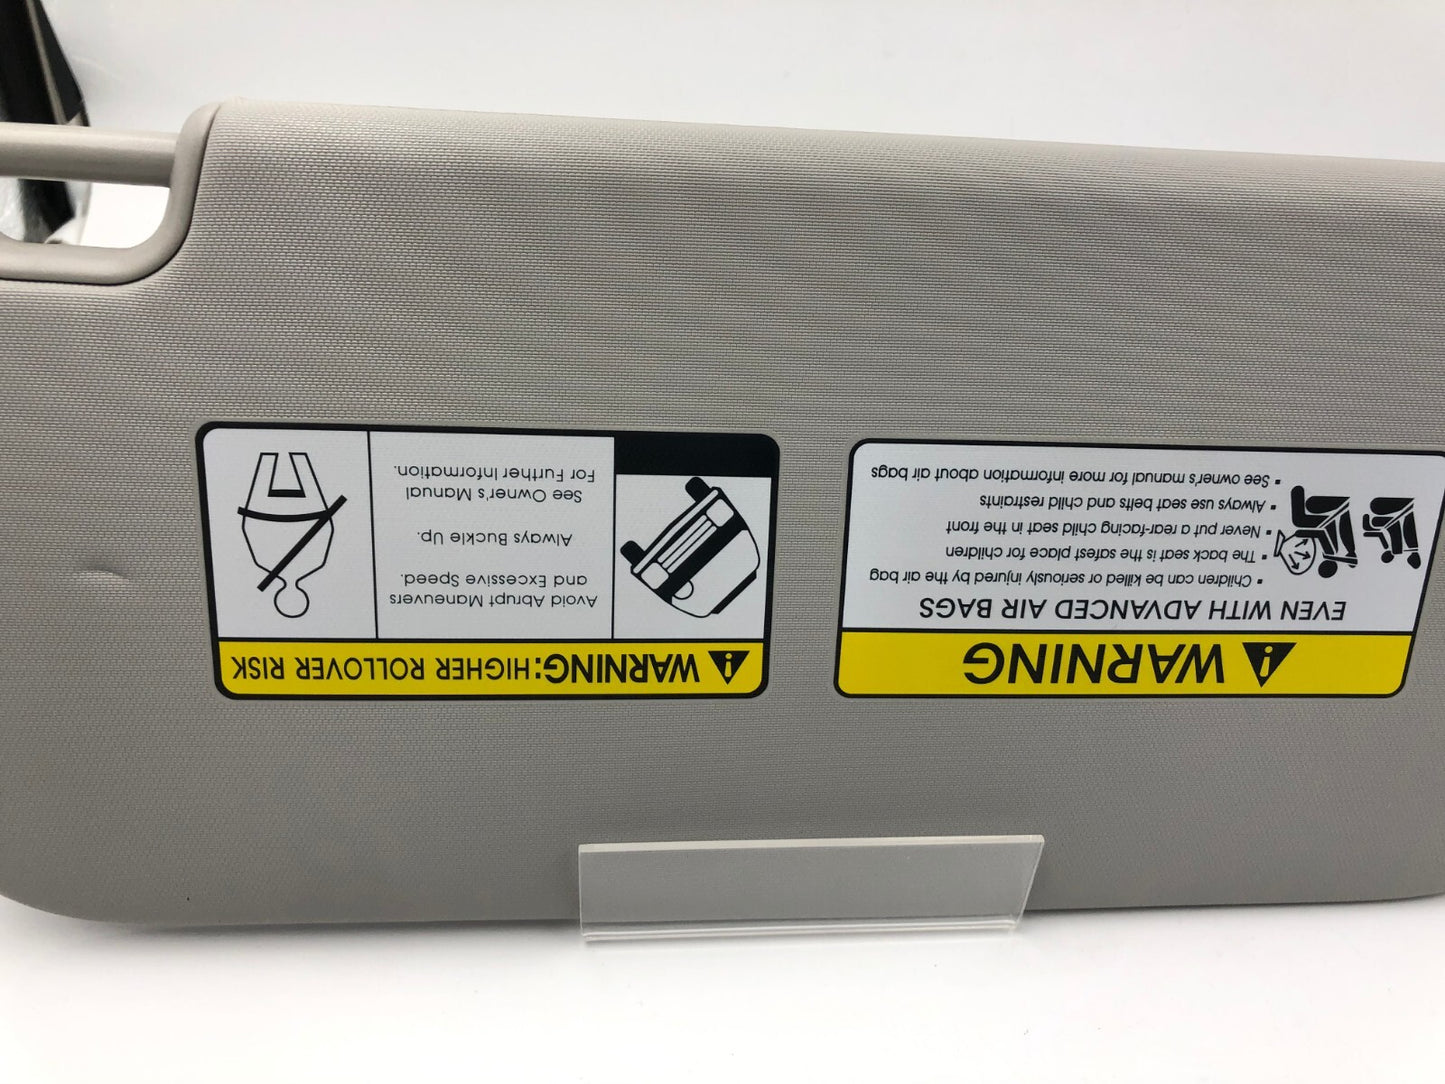 WARNING
EVEN WITH ADVANCED AIR BAGS
• Children can be killed or seriously injured by the air bag
• The back seat is the safest place for children
• Never put a rear-facing child seat in the front
• Always use seat belts and child restraints
• See owner's manual for more information about air bags
WARNING: HIGHER ROLLOVER RISK
Avoid Abrupt Maneuvers
and Excessive Speed.
Always Buckle Up.
See Owner's Manual
For Further Information.